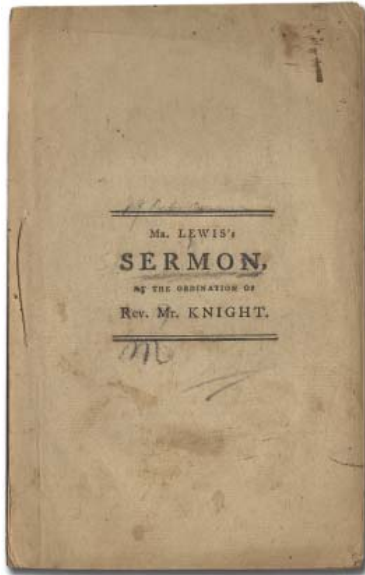 Mr. LEWIS's
SERMON,
AT THE ORDINATION OF
Rev. Mr. KNIGHT.